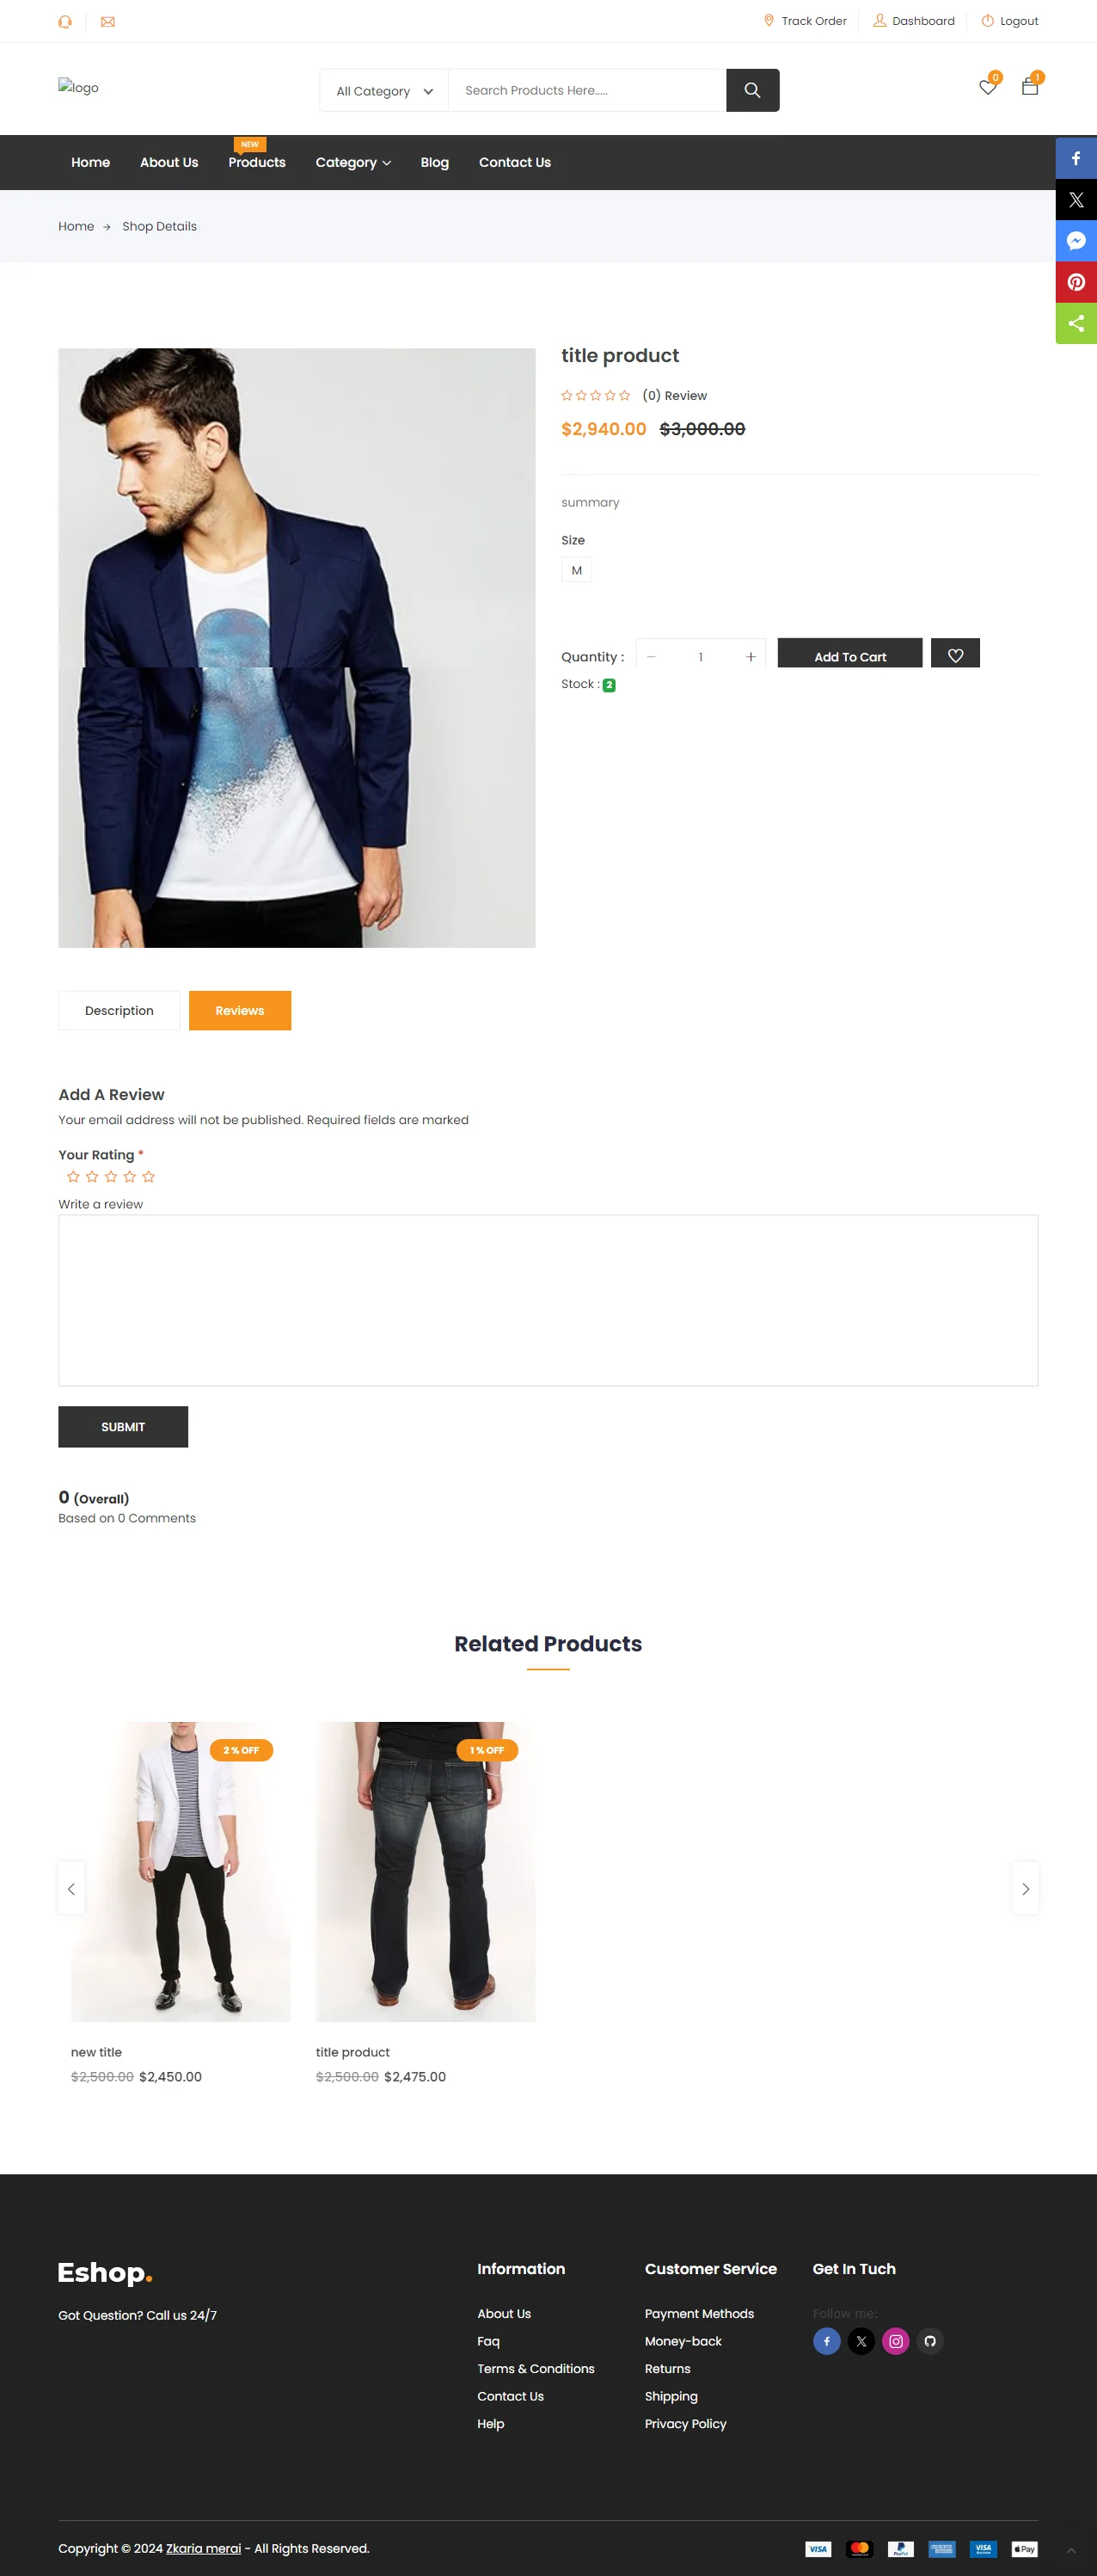 Track Order
Dashboard
Logout
logo
All Category
Search Products Here.....
0
1
NEW
Home
About Us
Products
Category
Blog
Contact Us
Home → Shop Details
title product
(0) Review
$2,940.00 $3,000.00
summary
Size
M
Quantity :
1
Add To Cart
Stock : 2
Description
Reviews
Add A Review
Your email address will not be published. Required fields are marked
Your Rating *
Write a review
SUBMIT
0 (Overall)
Based on 0 Comments
Related Products
2 % OFF
1 % OFF
new title
$2,500.00 $2,450.00
title product
$2,500.00 $2,475.00
Eshop.
Got Question? Call us 24/7
Information
About Us
Faq
Terms & Conditions
Contact Us
Help
Customer Service
Payment Methods
Money-back
Returns
Shipping
Privacy Policy
Get In Tuch
Follow me:
Copyright © 2024 Zkaria merai - All Rights Reserved.
VISA
PayPal
VISA
Pay